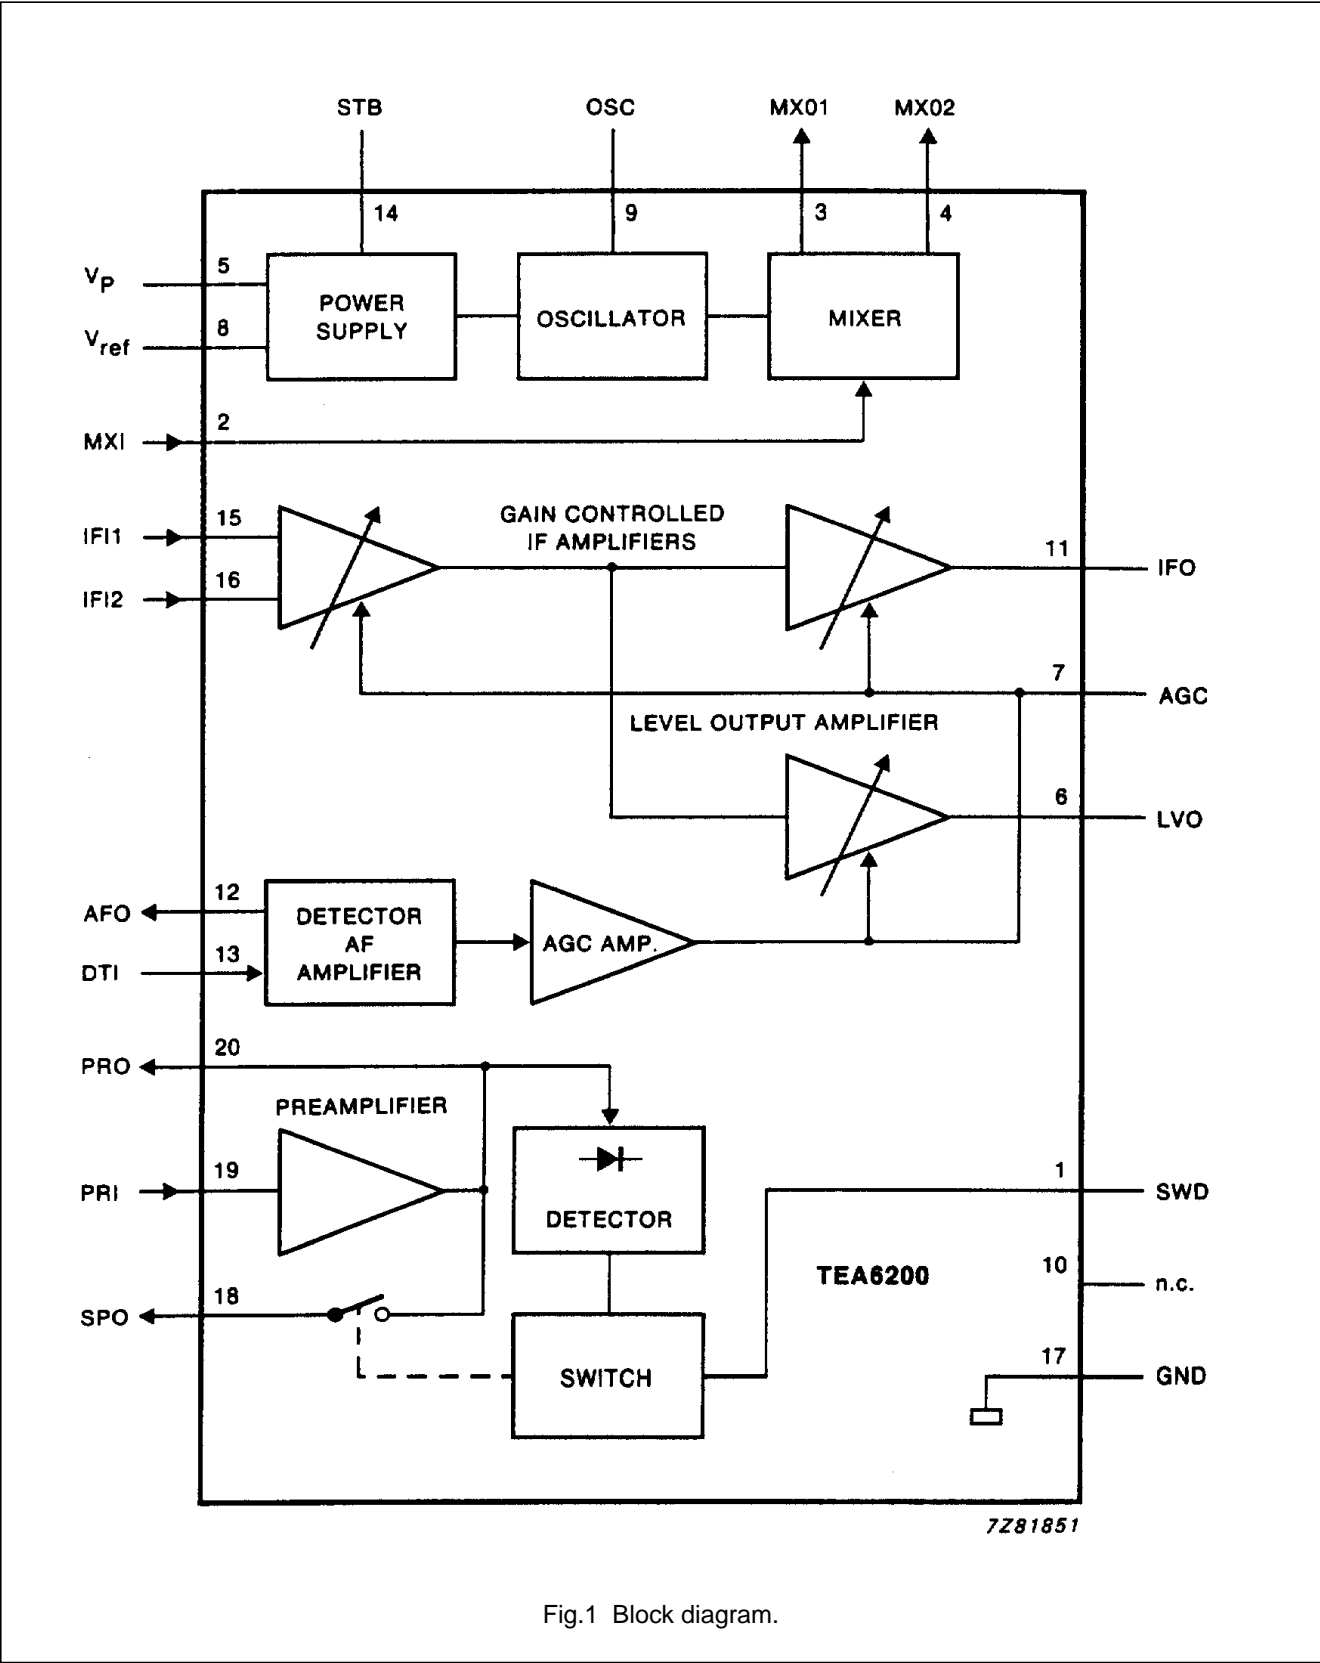 STB OSC MX01 MX02
14 9 3 4
VP 5
POWER SUPPLY
OSCILLATOR
MIXER
Vref 8
MXI 2
IFI1 15
GAIN CONTROLLED
IF AMPLIFIERS
11 IFO
IFI2 16
7 AGC
LEVEL OUTPUT AMPLIFIER
6 LVO
AFO 12
DETECTOR
AF
AMPLIFIER
AGC AMP.
DTI 13
PRO 20
PREAMPLIFIER
PRI 19
DETECTOR
1 SWD
TEA6200
10 n.c.
SPO 18
SWITCH
17 GND
7Z81851
Fig.1 Block diagram.